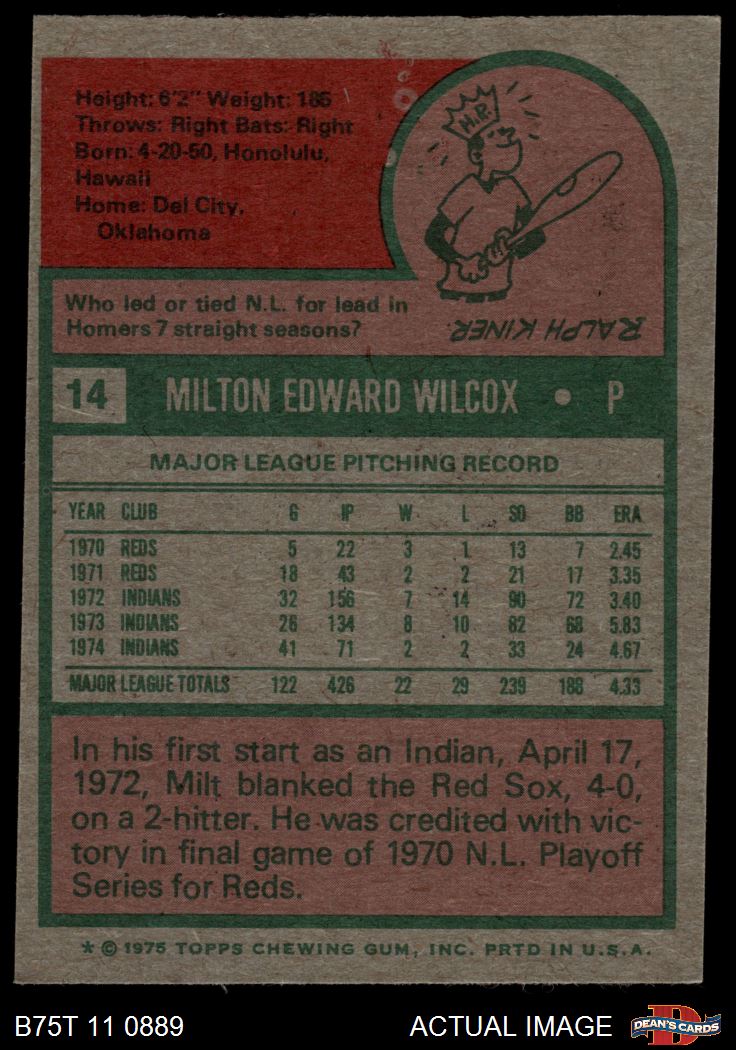 Height: 6'2" Weight: 185
Throws: Right Bats: Right
Born: 4-20-50, Honolulu,
Hawaii
Home: Del City,
Oklahoma
H.R.
Who led or tied N.L. for lead in
Homers 7 straight seasons?
RALPH KINER
14 MILTON EDWARD WILCOX • P
MAJOR LEAGUE PITCHING RECORD
YEAR CLUB G IP W L SO BB ERA
1970 REDS 5 22 3 1 13 7 2.45
1971 REDS 18 43 2 2 21 17 3.35
1972 INDIANS 32 156 7 14 90 72 3.40
1973 INDIANS 26 134 8 10 82 68 5.83
1974 INDIANS 41 71 2 2 33 24 4.67
MAJOR LEAGUE TOTALS 122 426 22 29 239 188 4.33
In his first start as an Indian, April 17,
1972, Milt blanked the Red Sox, 4-0,
on a 2-hitter. He was credited with vic-
tory in final game of 1970 N.L. Playoff
Series for Reds.
* © 1975 TOPPS CHEWING GUM, INC. PRTD IN U.S.A.
B75T 11 0889 ACTUAL IMAGE D DEAN'S CARDS